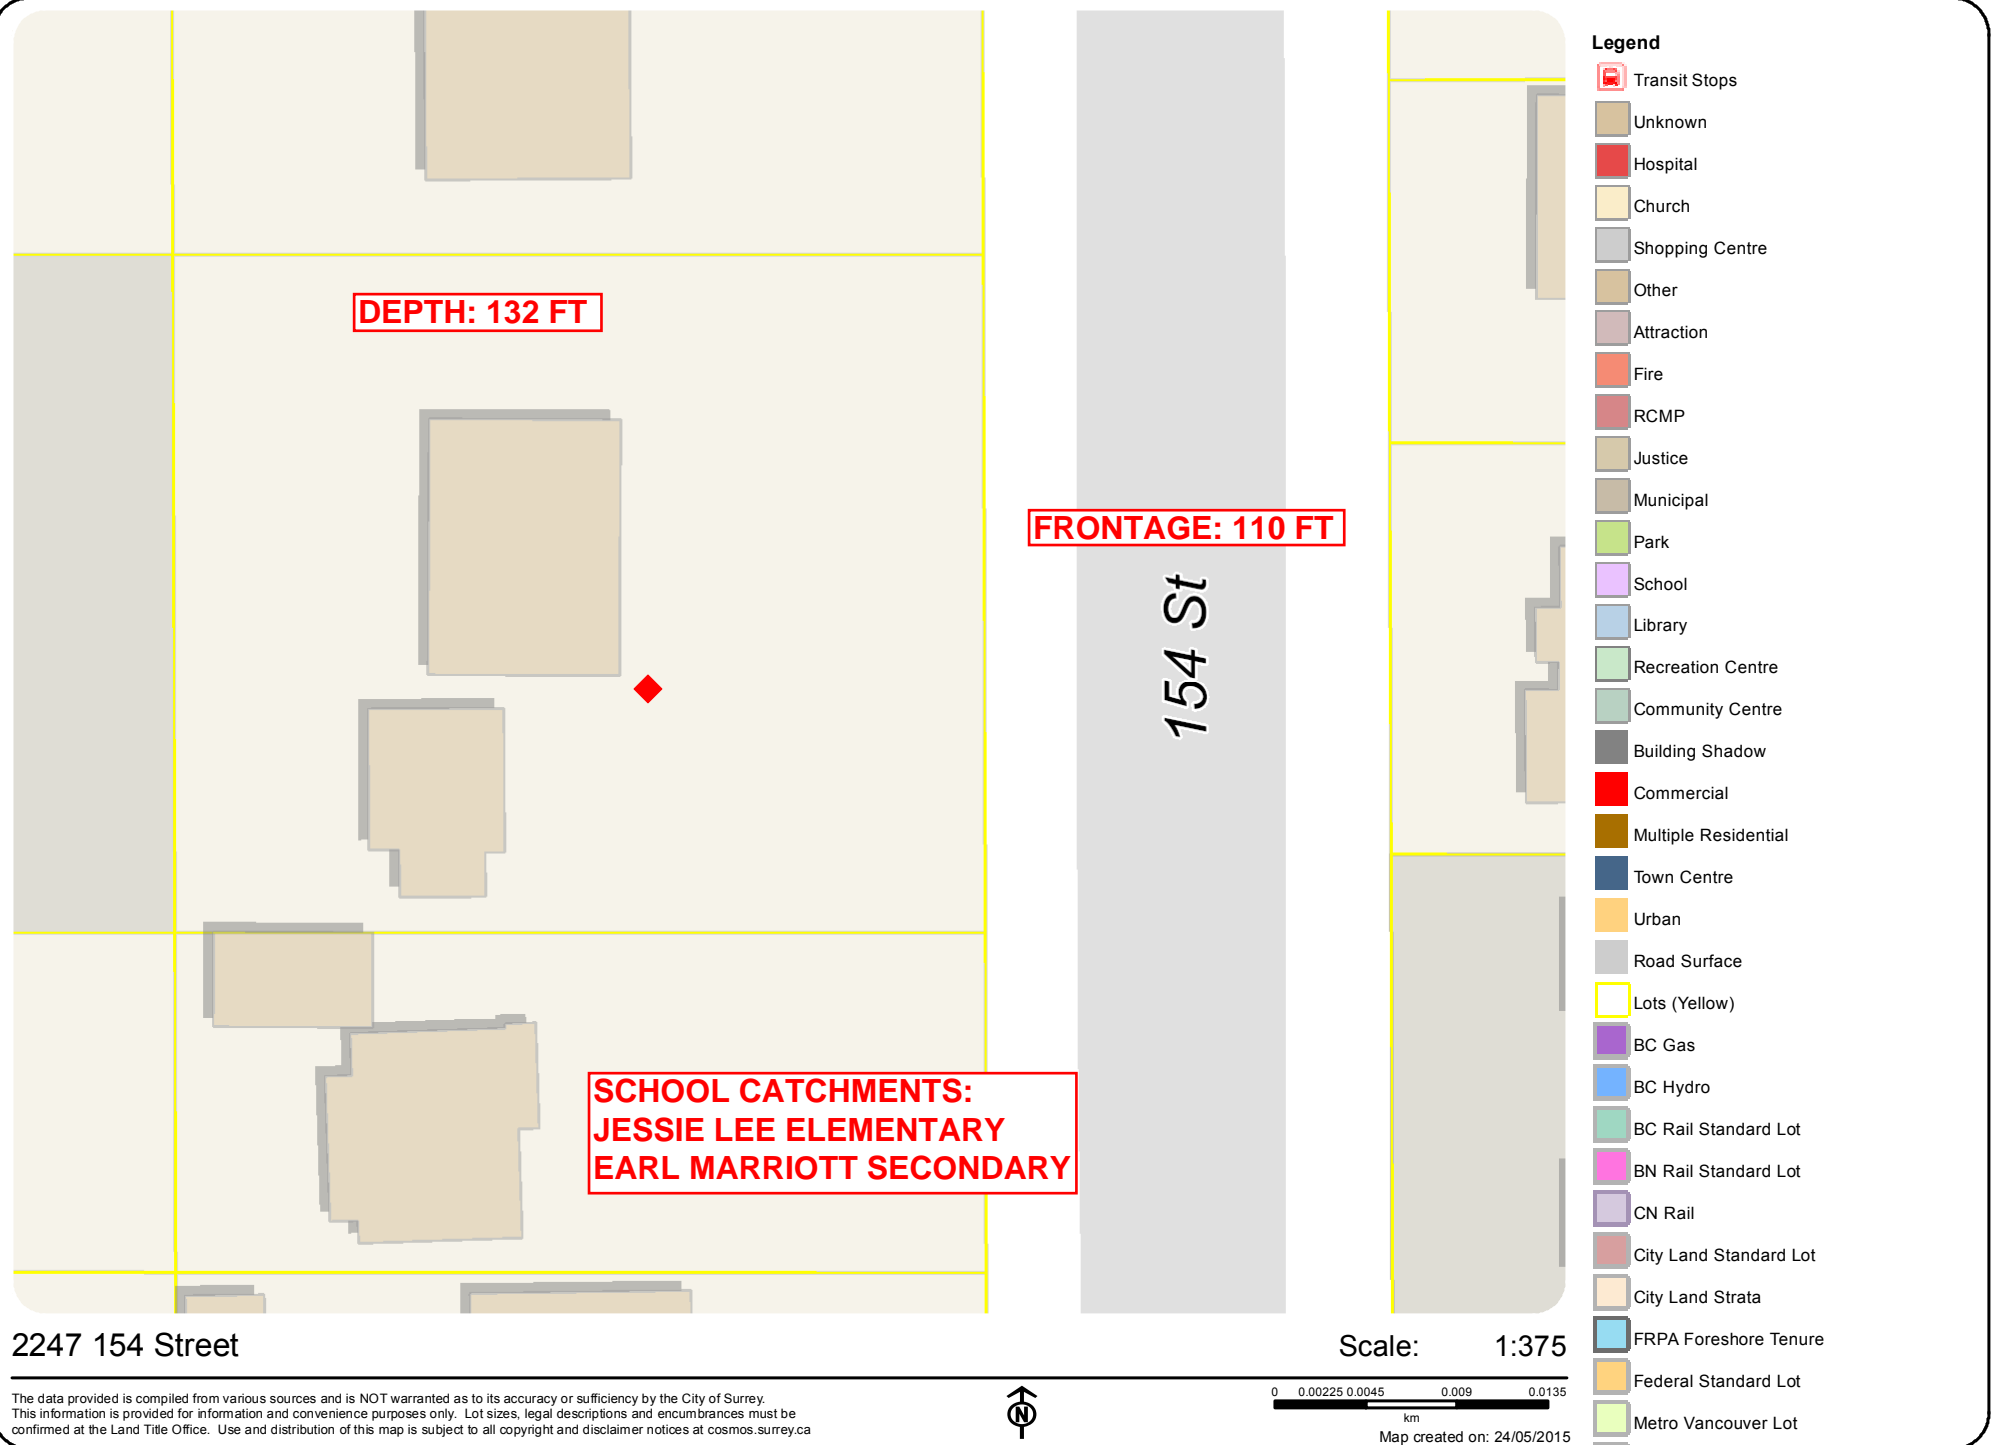 DEPTH: 132 FT
FRONTAGE: 110 FT
154 St
SCHOOL CATCHMENTS:
JESSIE LEE ELEMENTARY
EARL MARRIOTT SECONDARY
Legend
Transit Stops
Unknown
Hospital
Church
Shopping Centre
Other
Attraction
Fire
RCMP
Justice
Municipal
Park
School
Library
Recreation Centre
Community Centre
Building Shadow
Commercial
Multiple Residential
Town Centre
Urban
Road Surface
Lots (Yellow)
BC Gas
BC Hydro
BC Rail Standard Lot
BN Rail Standard Lot
CN Rail
City Land Standard Lot
City Land Strata
FRPA Foreshore Tenure
Federal Standard Lot
Metro Vancouver Lot
2247 154 Street
Scale: 1:375
The data provided is compiled from various sources and is NOT warranted as to its accuracy or sufficiency by the City of Surrey.
This information is provided for information and convenience purposes only. Lot sizes, legal descriptions and encumbrances must be
confirmed at the Land Title Office. Use and distribution of this map is subject to all copyright and disclaimer notices at cosmos.surrey.ca
N
0 0.00225 0.0045 0.009 0.0135
km
Map created on: 24/05/2015